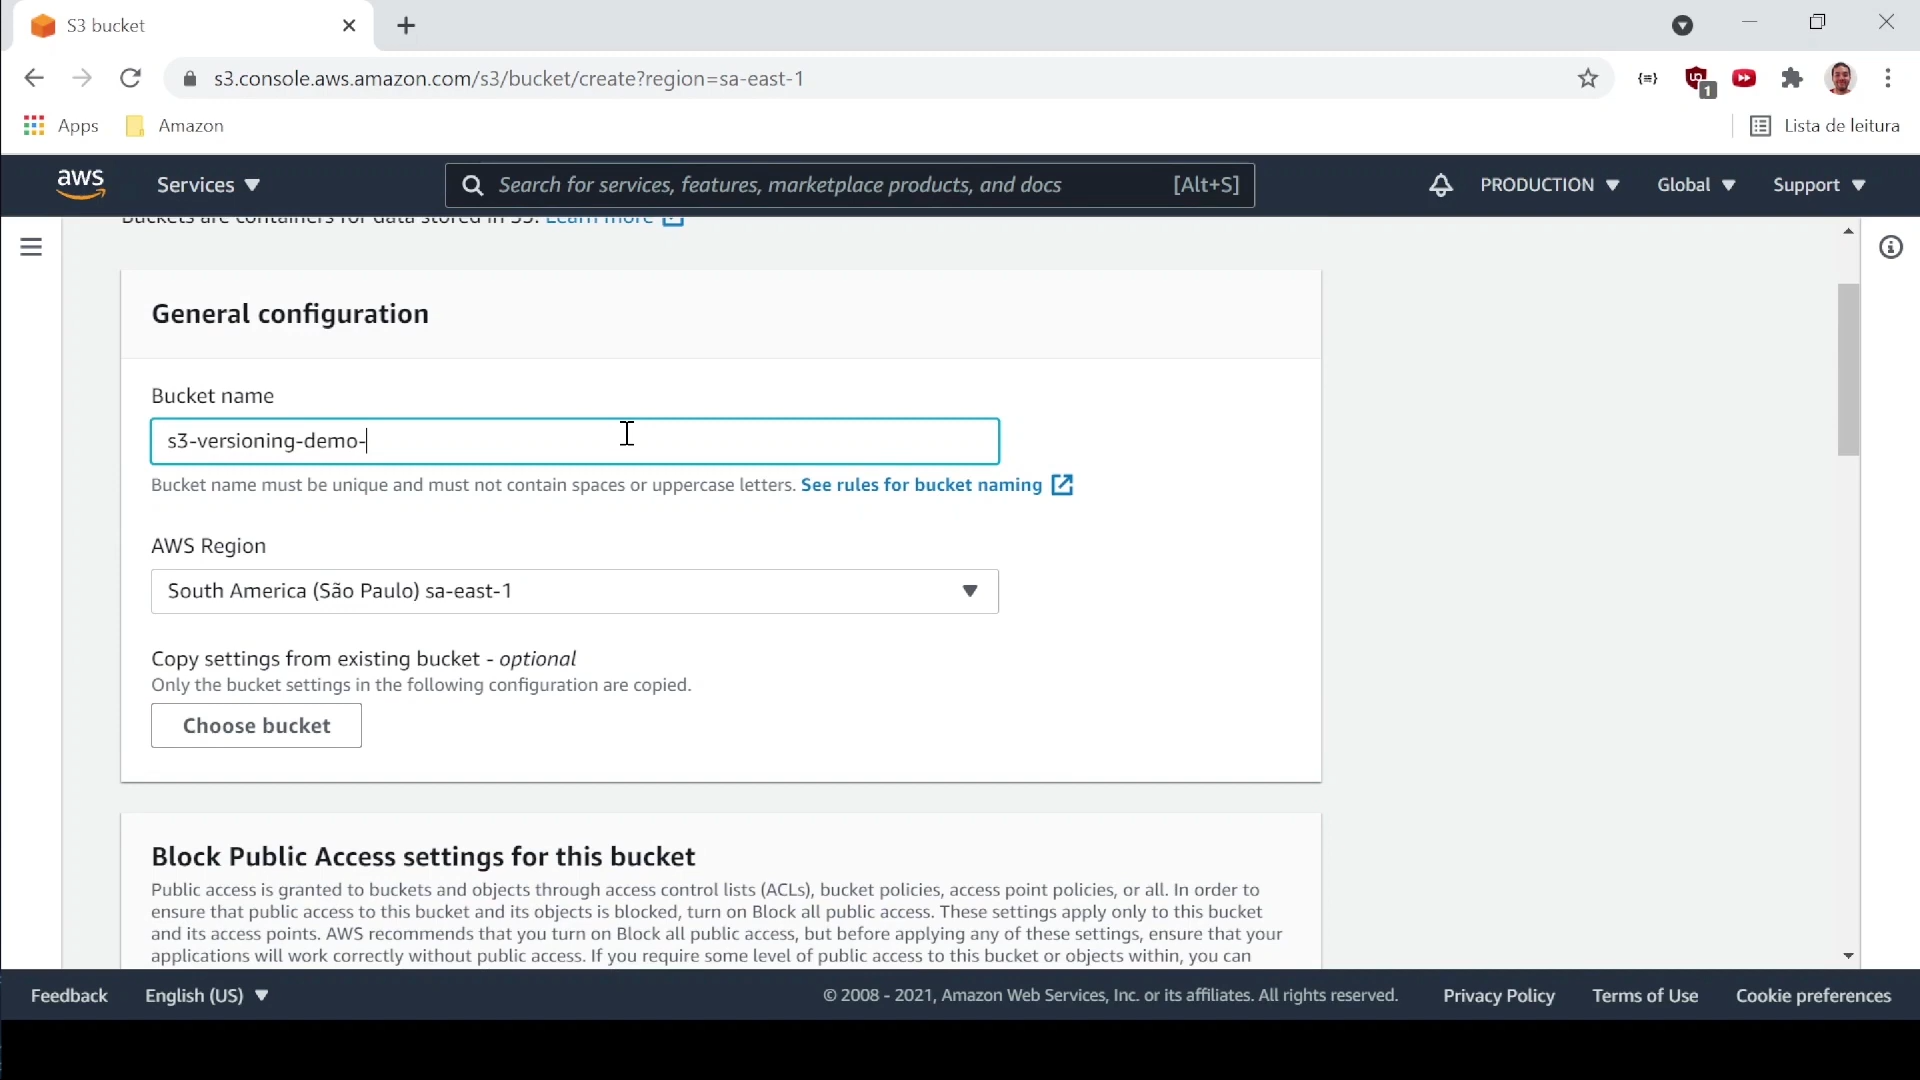 S3 bucket
s3.console.aws.amazon.com/s3/bucket/create?region=sa-east-1
{≡}
1
Apps
Amazon
Lista de leitura
aws
Services
Search for services, features, marketplace products, and docs
[Alt+S]
PRODUCTION
Global
Support
Buckets are containers for data stored in S3. Learn more
General configuration
Bucket name
s3-versioning-demo-
Bucket name must be unique and must not contain spaces or uppercase letters. See rules for bucket naming
AWS Region
South America (São Paulo) sa-east-1
Copy settings from existing bucket - optional
Only the bucket settings in the following configuration are copied.
Choose bucket
Block Public Access settings for this bucket
Public access is granted to buckets and objects through access control lists (ACLs), bucket policies, access point policies, or all. In order to
ensure that public access to this bucket and its objects is blocked, turn on Block all public access. These settings apply only to this bucket
and its access points. AWS recommends that you turn on Block all public access, but before applying any of these settings, ensure that your
applications will work correctly without public access. If you require some level of public access to this bucket or objects within, you can
Feedback
English (US)
© 2008 - 2021, Amazon Web Services, Inc. or its affiliates. All rights reserved.
Privacy Policy
Terms of Use
Cookie preferences